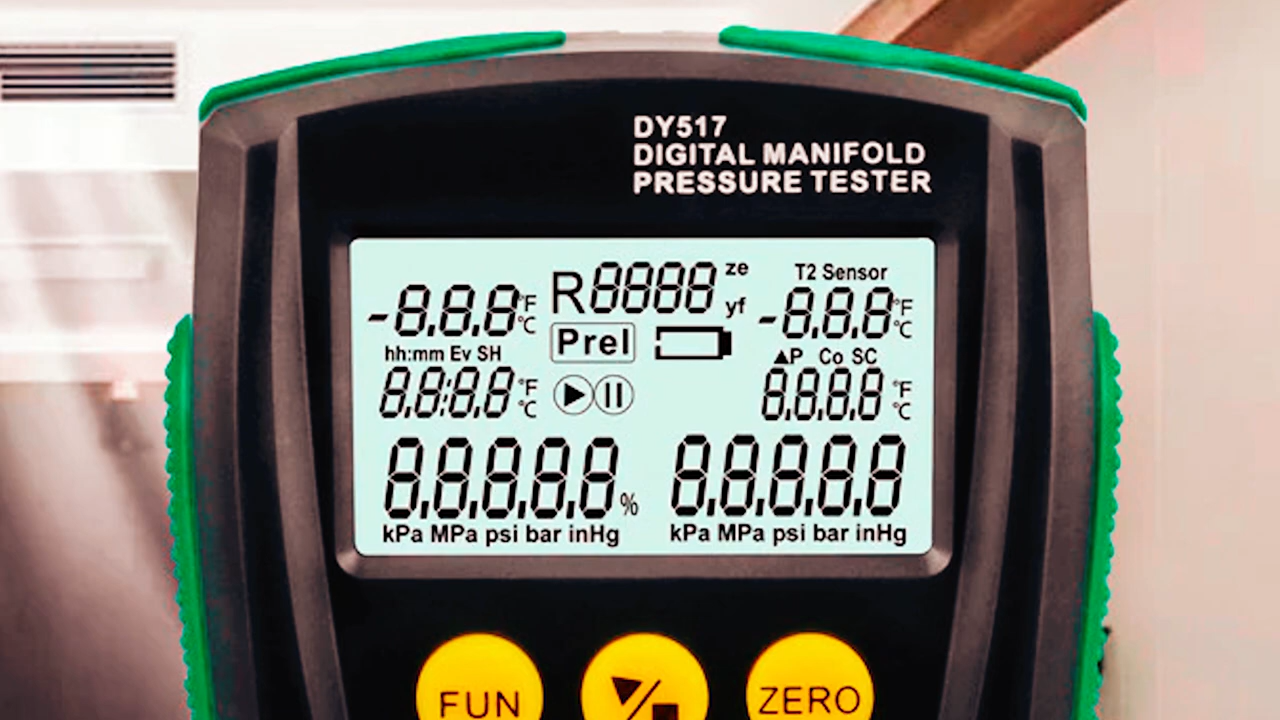 DY517
DIGITAL MANIFOLD
PRESSURE TESTER
-8.8.8 °F °C
R8888 ze yf
T2 Sensor
-8.8.8 °F °C
hh:mm Ev SH
Prel
▲P Co SC
8.8:8.8 °F °C
8.8.8.8 °F °C
8.8.8.8.8 %
8.8.8.8.8
kPa MPa psi bar inHg
kPa MPa psi bar inHg
FUN
ZERO